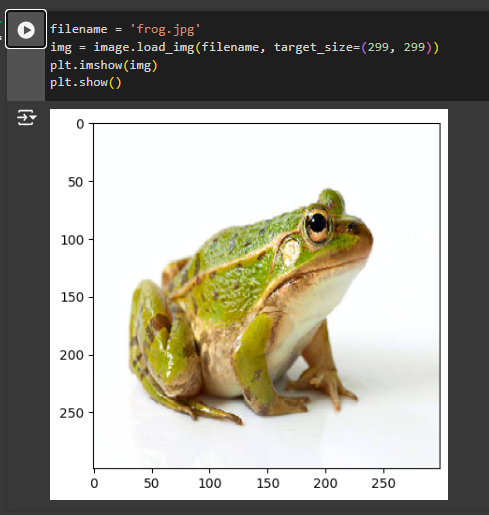 filename = 'frog.jpg'
img = image.load_img(filename, target_size=(299, 299))
plt.imshow(img)
plt.show()
0
50
100
150
200
250
0 50 100 150 200 250